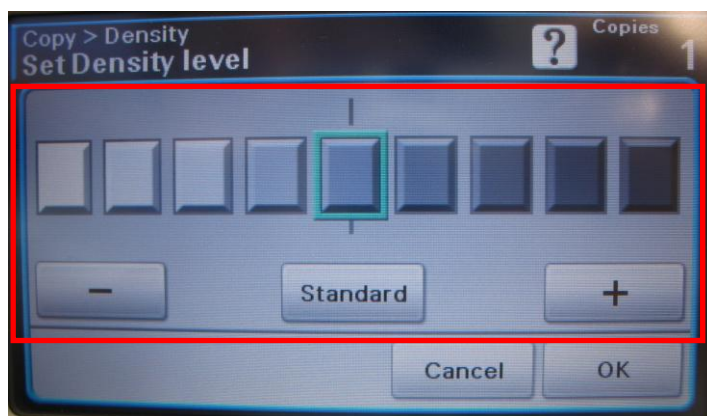 Copy > Density
Set Density level
?
Copies
1
−
Standard
+
Cancel
OK